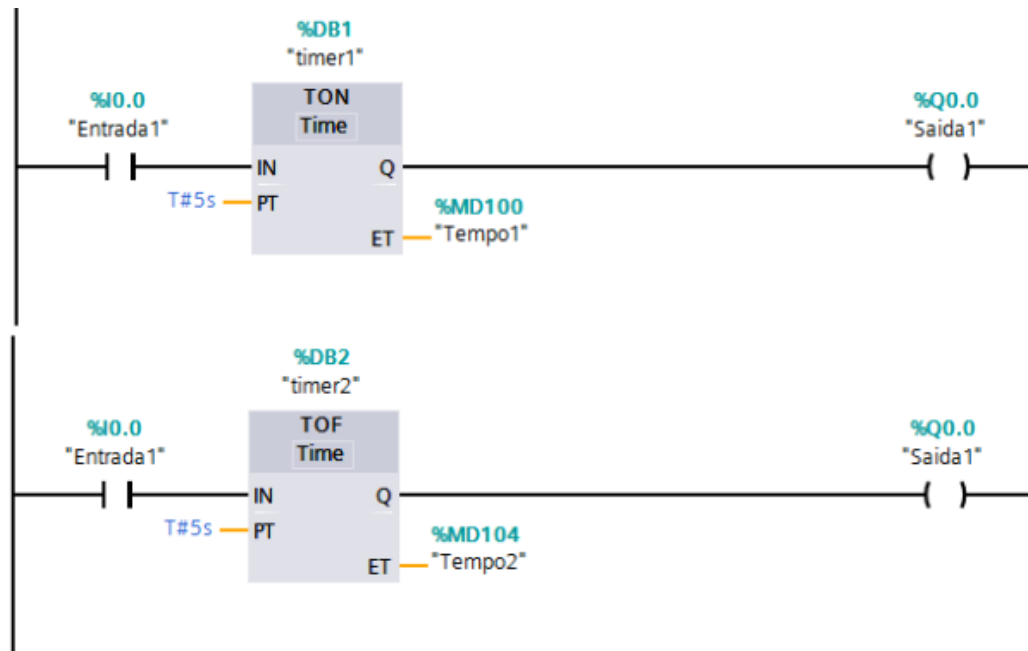 %DB1
"timer1"
%I0.0
"Entrada1"
TON
Time
%Q0.0
"Saida1"
IN
Q
T#5s
PT
%MD100
ET
"Tempo1"
%DB2
"timer2"
%I0.0
"Entrada1"
TOF
Time
%Q0.0
"Saida1"
IN
Q
T#5s
PT
%MD104
ET
"Tempo2"